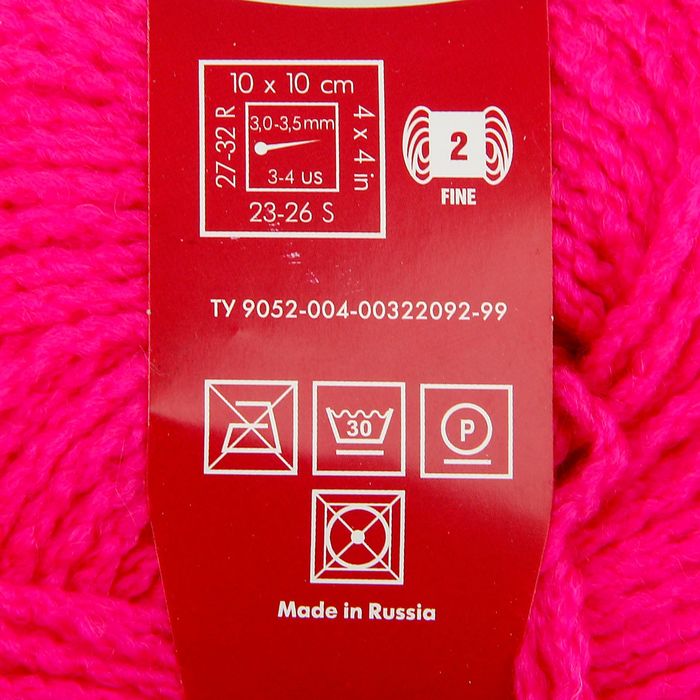 10 x 10 cm
27-32 R
3,0-3,5mm
3-4 US
4 x 4 in
23-26 S
2
FINE
ТУ 9052-004-00322092-99
30
P
Made in Russia